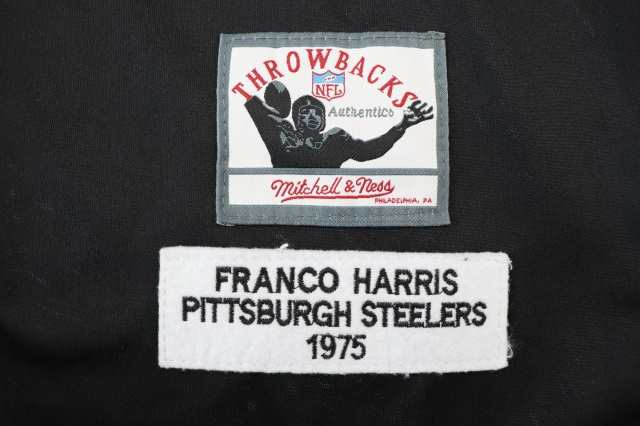 THROWBACKS
NFL
Authentics
Mitchell & Ness
PHILADELPHIA, PA
FRANCO HARRIS
PITTSBURGH STEELERS
1975